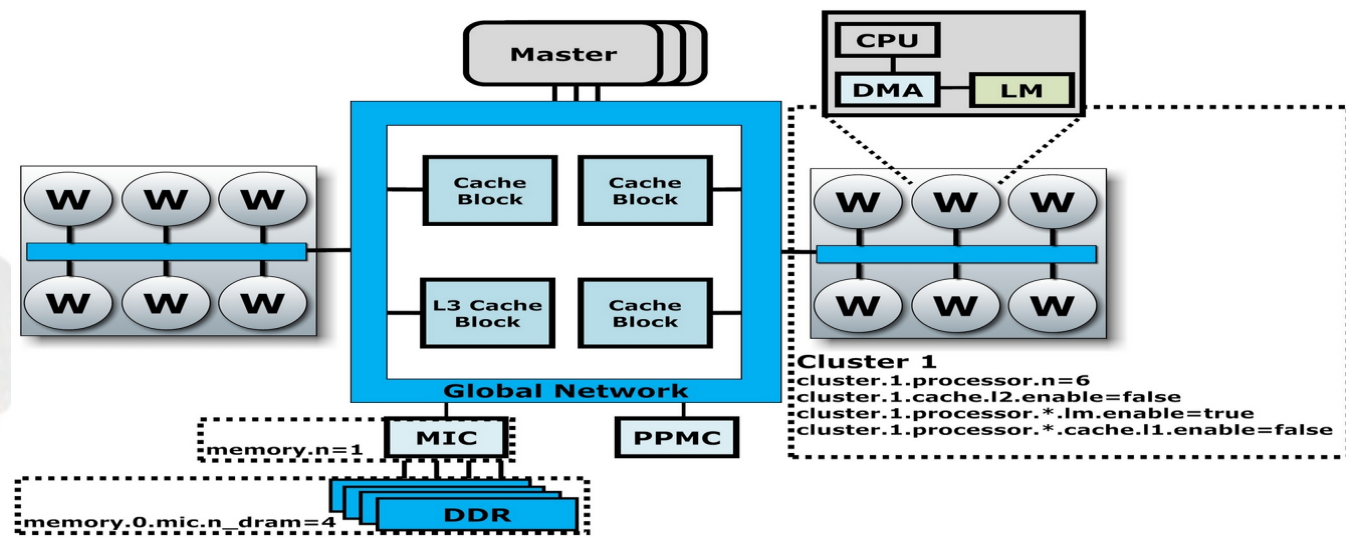 CPU
Master
DMA
LM
Cache
Block
Cache
Block
W W W
W W W
W W W
W W W
L3 Cache
Block
Cache
Block
Global Network
Cluster 1
cluster.1.processor.n=6
cluster.1.cache.l2.enable=false
cluster.1.processor.*.lm.enable=true
cluster.1.processor.*.cache.l1.enable=false
MIC
PPMC
memory.n=1
memory.0.mic.n_dram=4
DDR